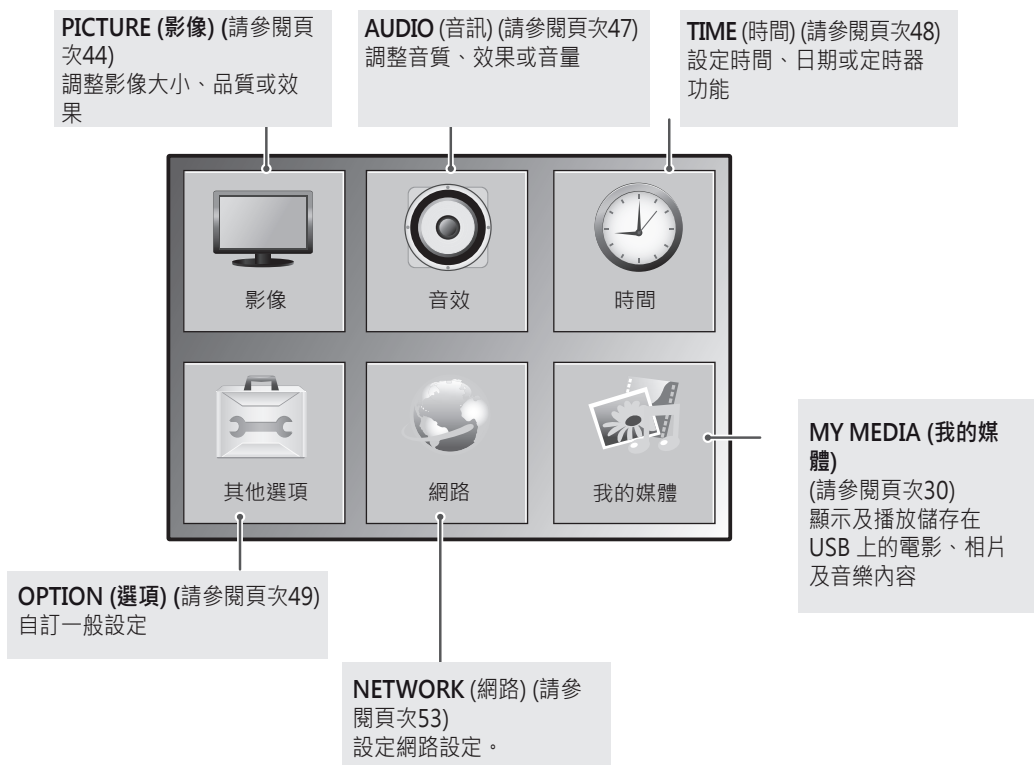 PICTURE (影像) (請參閱頁
次44)
調整影像大小、品質或效
果
AUDIO (音訊) (請參閱頁次47)
調整音質、效果或音量
TIME (時間) (請參閱頁次48)
設定時間、日期或定時器
功能
影像
音效
時間
其他選項
網路
我的媒體
MY MEDIA (我的媒
體)
(請參閱頁次30)
顯示及播放儲存在
USB 上的電影、相片
及音樂內容
OPTION (選項) (請參閱頁次49)
自訂一般設定
NETWORK (網路) (請參
閱頁次53)
設定網路設定。